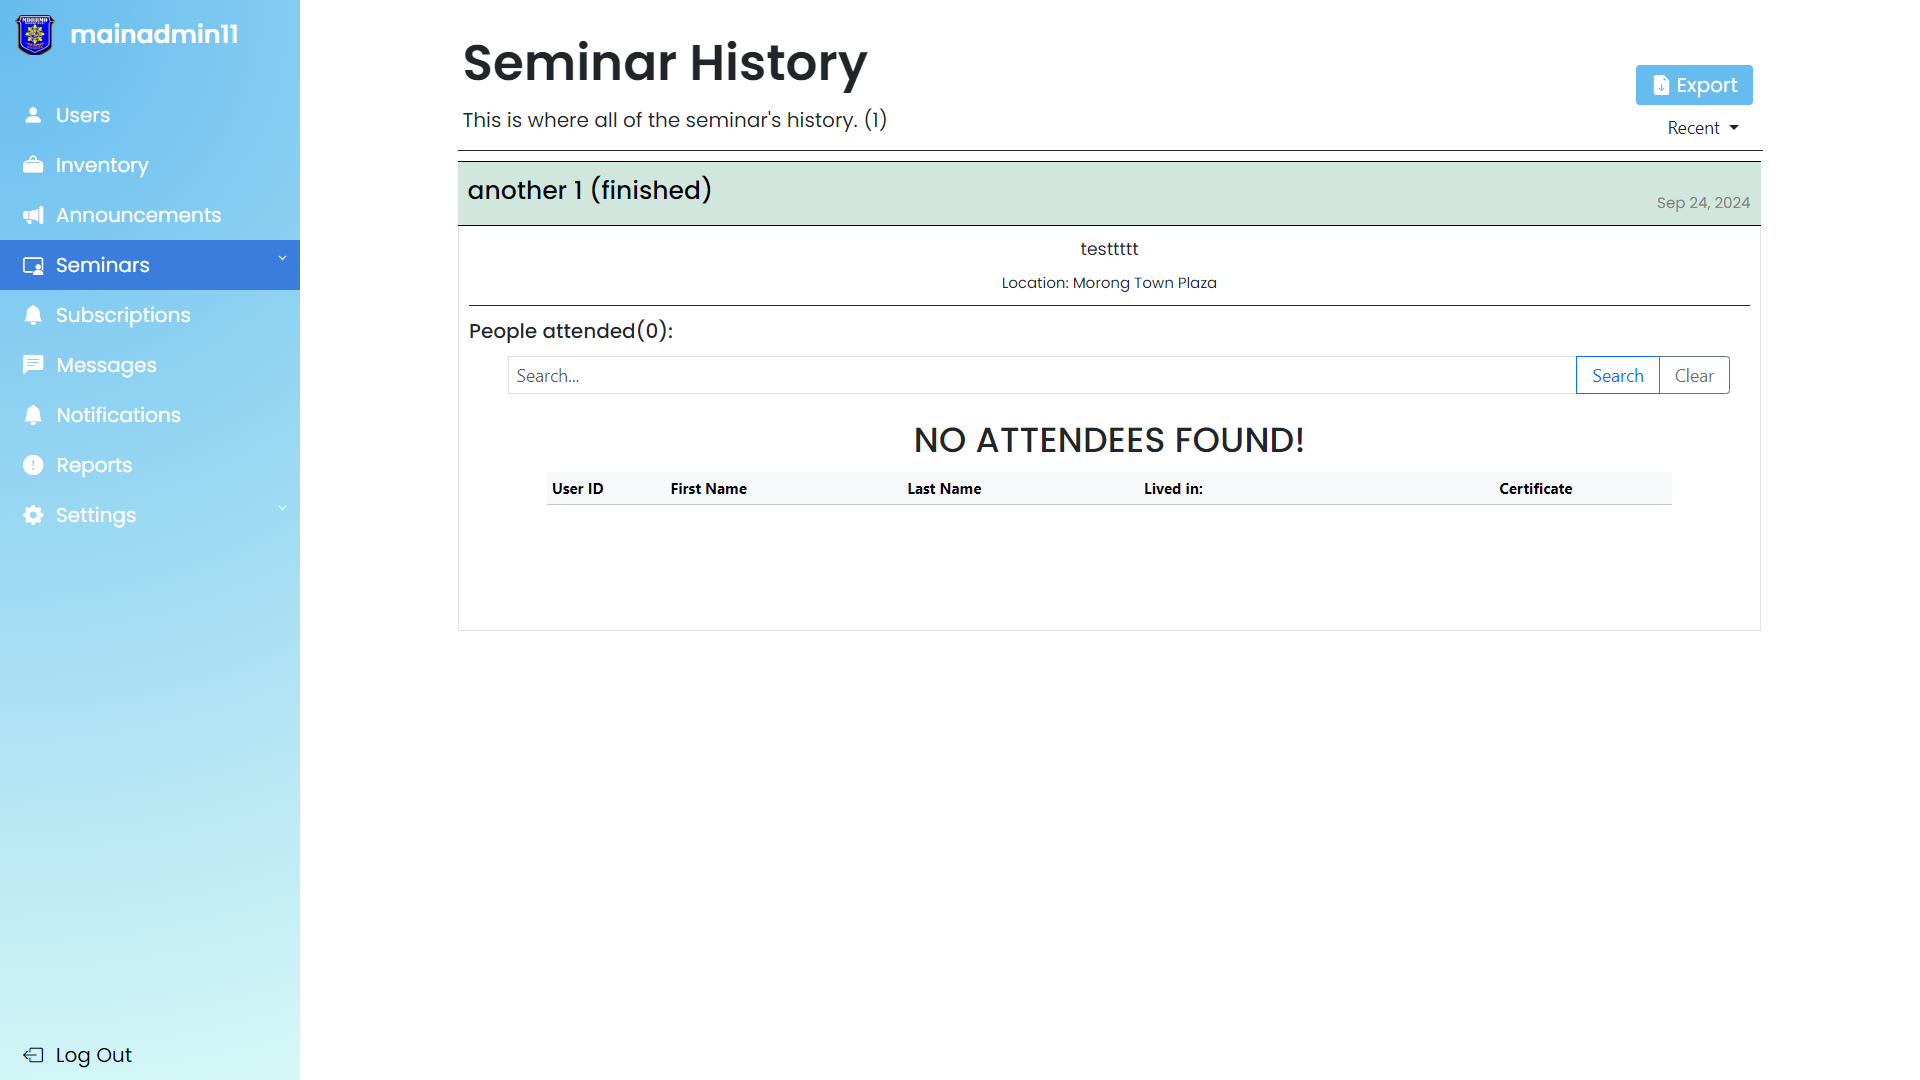 mainadmin11
Users
Inventory
Announcements
Seminars
Subscriptions
Messages
Notifications
Reports
Settings
Log Out
Seminar History
This is where all of the seminar's history. (1)
Export
Recent
another 1 (finished)
Sep 24, 2024
testtttt
Location: Morong Town Plaza
People attended(0):
Search... Search Clear
NO ATTENDEES FOUND!
User ID First Name Last Name Lived in: Certificate